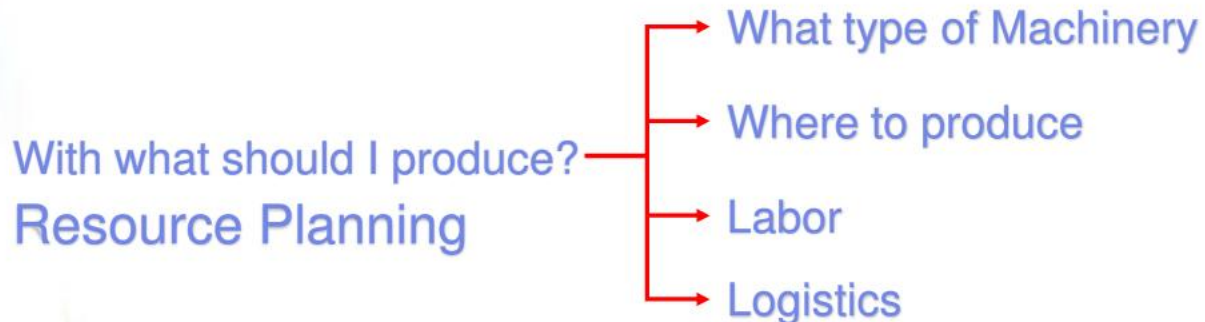 With what should I produce?
Resource Planning
What type of Machinery
Where to produce
Labor
Logistics